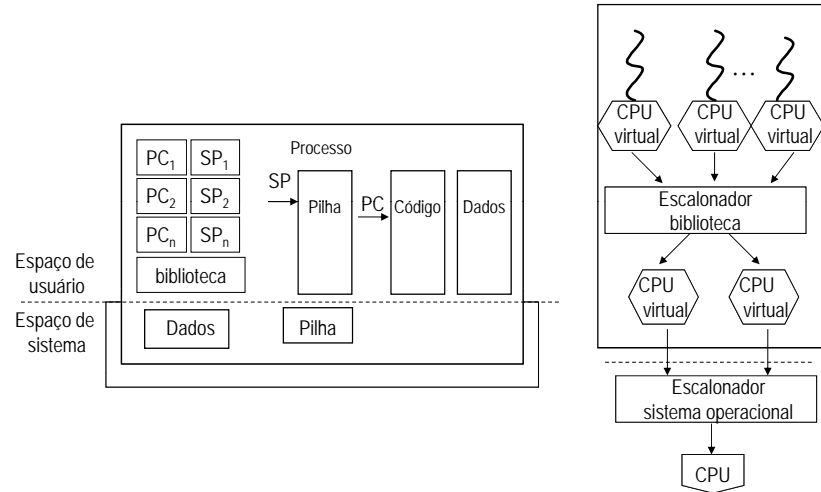 PC1 SP1
PC2 SP2
PCn SPn
biblioteca
Processo
SP
Pilha
PC
Código
Dados
Espaço de
usuário
Espaço de
sistema
Dados
Pilha
CPU
virtual
CPU
virtual
...
CPU
virtual
Escalonador
biblioteca
CPU
virtual
CPU
virtual
Escalonador
sistema operacional
CPU